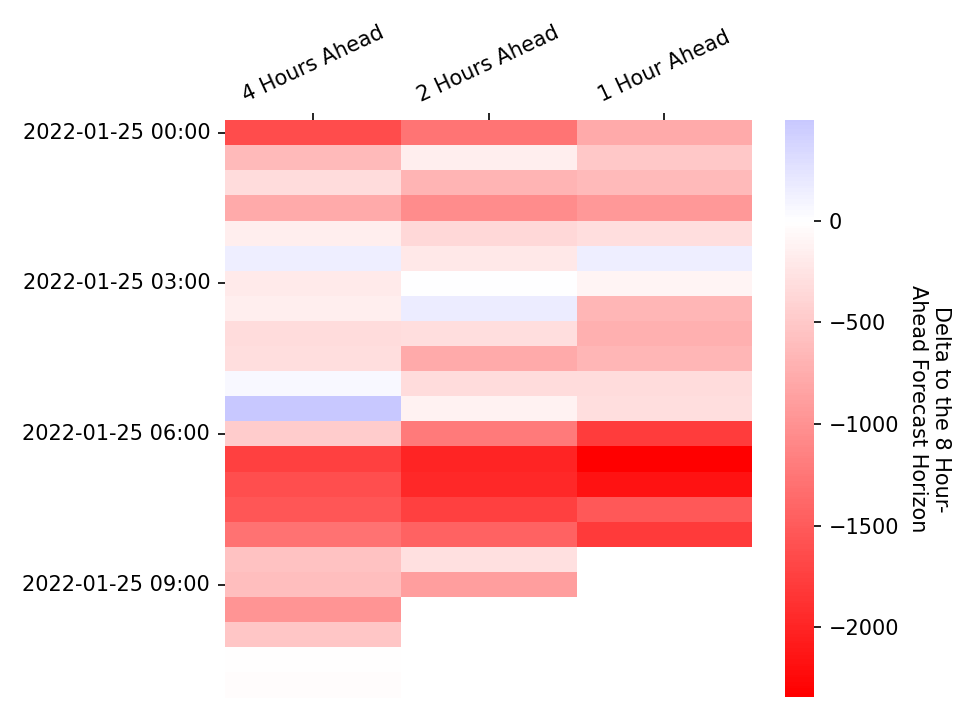 4 Hours Ahead
2 Hours Ahead
1 Hour Ahead
2022-01-25 00:00
2022-01-25 03:00
2022-01-25 06:00
2022-01-25 09:00
0
−500
−1000
−1500
−2000
Delta to the 8 Hour-
Ahead Forecast Horizon